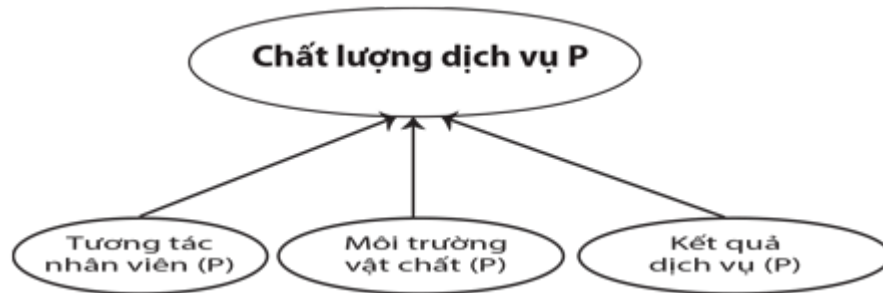 Chất lượng dịch vụ P
Tương tác
nhân viên (P)
Môi trường
vật chất (P)
Kết quả
dịch vụ (P)